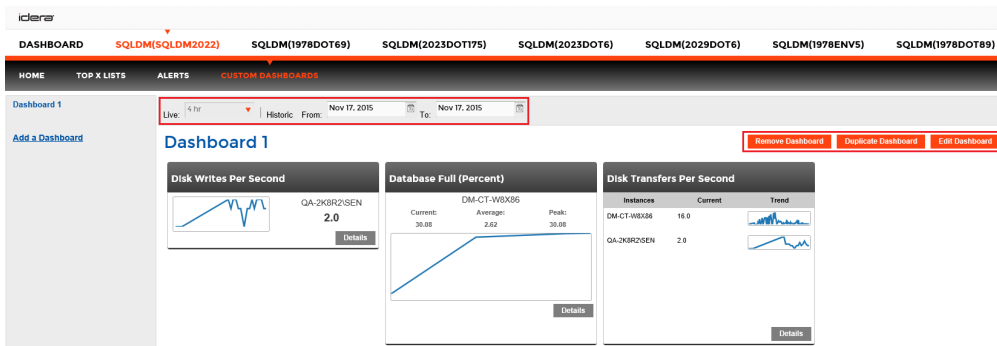 idera
DASHBOARD SQLDM(SQLDM2022) SQLDM(1978DOT69) SQLDM(2023DOT175) SQLDM(2023DOT6) SQLDM(2029DOT6) SQLDM(1978ENV5) SQLDM(1978DOT89)
HOME TOP X LISTS ALERTS CUSTOM DASHBOARDS
Dashboard 1
Live: 4 hr Historic From: Nov 17, 2015 To: Nov 17, 2015
Add a Dashboard
Dashboard 1
Remove Dashboard Duplicate Dashboard Edit Dashboard
Disk Writes Per Second
QA-2K8R2\SEN
2.0
Details
Database Full (Percent)
DM-CT-W8X86
Current: Average: Peak:
30.08 2.62 30.08
Details
Disk Transfers Per Second
Instances Current Trend
DM-CT-W8X86 16.0
QA-2K8R2\SEN 2.0
Details